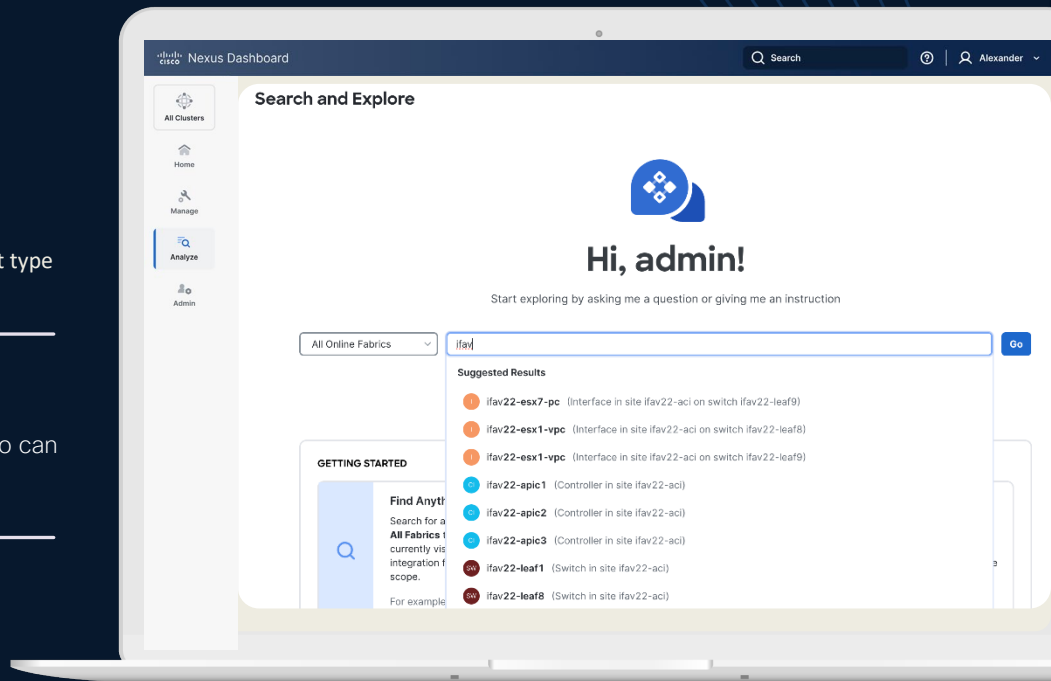 t type
o can
cisco Nexus Dashboard
Search
Alexander
All Clusters
Home
Manage
Analyze
Admin
Search and Explore
Hi, admin!
Start exploring by asking me a question or giving me an instruction
All Online Fabrics
ifav
Go
Suggested Results
I ifav22-esx7-pc (Interface in site ifav22-aci on switch ifav22-leaf9)
I ifav22-esx1-vpc (Interface in site ifav22-aci on switch ifav22-leaf8)
I ifav22-esx1-vpc (Interface in site ifav22-aci on switch ifav22-leaf9)
ifav22-apic1 (Controller in site ifav22-aci)
ifav22-apic2 (Controller in site ifav22-aci)
ifav22-apic3 (Controller in site ifav22-aci)
SW ifav22-leaf1 (Switch in site ifav22-aci)
SW ifav22-leaf8 (Switch in site ifav22-aci)
GETTING STARTED
Find Anyth
Search for a
All Fabrics t
currently vis
integration f
scope.
For example
e